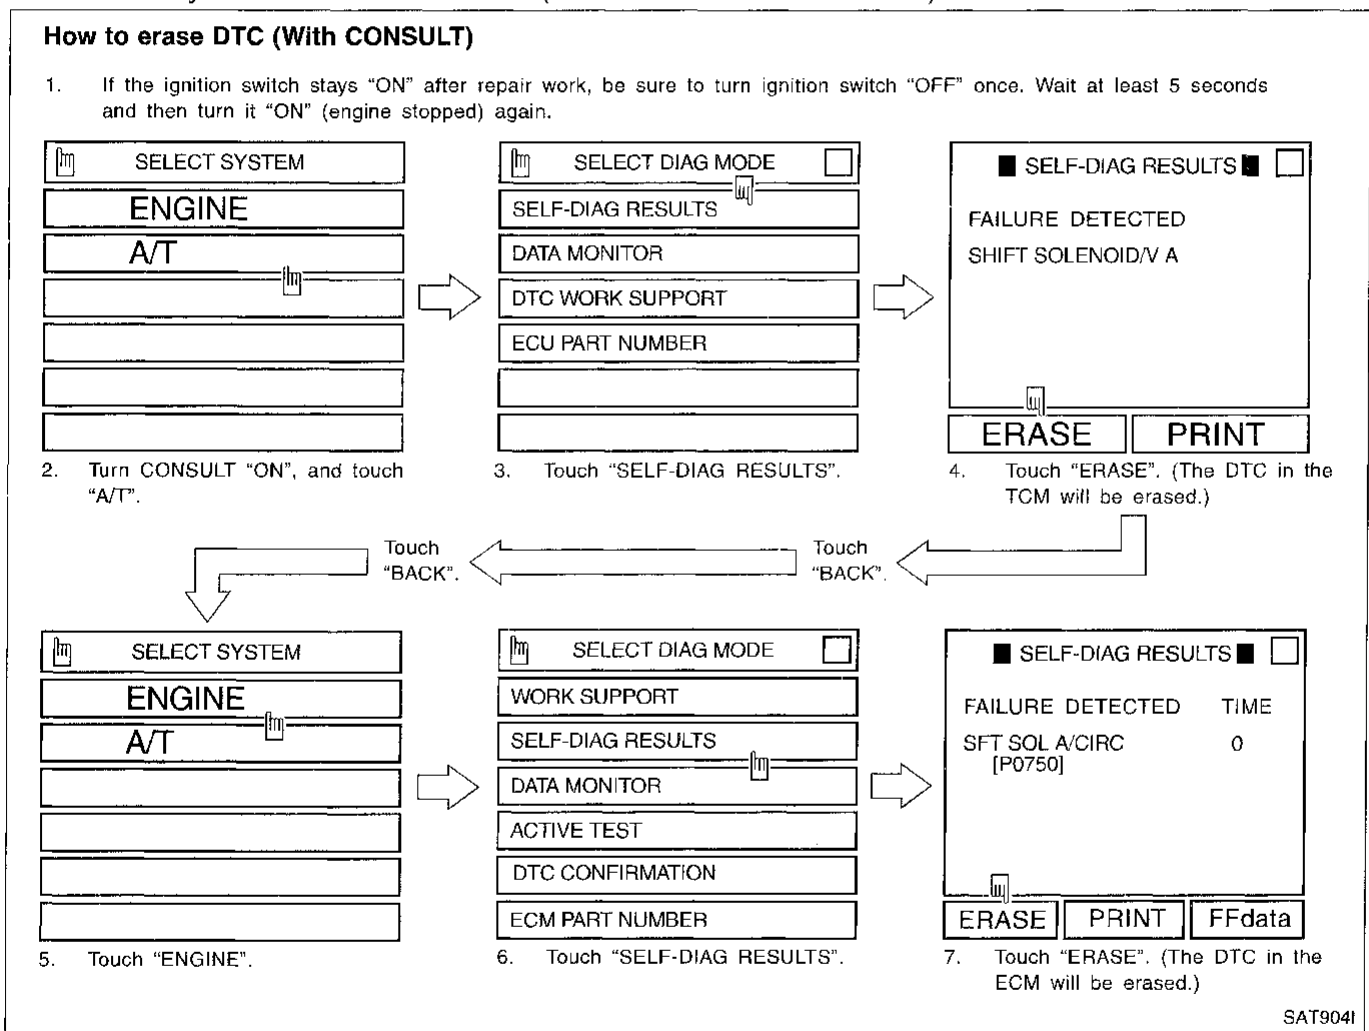 How to erase DTC (With CONSULT)
1. If the ignition switch stays “ON” after repair work, be sure to turn ignition switch “OFF” once. Wait at least 5 seconds
and then turn it “ON” (engine stopped) again.
SELECT SYSTEM
ENGINE
A/T
SELECT DIAG MODE
SELF-DIAG RESULTS
DATA MONITOR
DTC WORK SUPPORT
ECU PART NUMBER
SELF-DIAG RESULTS
FAILURE DETECTED
SHIFT SOLENOID/V A
ERASE PRINT
2. Turn CONSULT “ON”, and touch
“A/T”.
3. Touch “SELF-DIAG RESULTS”.
4. Touch “ERASE”. (The DTC in the
TCM will be erased.)
Touch
“BACK”.
Touch
“BACK”.
SELECT SYSTEM
ENGINE
A/T
SELECT DIAG MODE
WORK SUPPORT
SELF-DIAG RESULTS
DATA MONITOR
ACTIVE TEST
DTC CONFIRMATION
ECM PART NUMBER
SELF-DIAG RESULTS
FAILURE DETECTED TIME
SFT SOL A/CIRC 0
[P0750]
ERASE PRINT FFdata
5. Touch “ENGINE”.
6. Touch “SELF-DIAG RESULTS”.
7. Touch “ERASE”. (The DTC in the
ECM will be erased.)
SAT904I